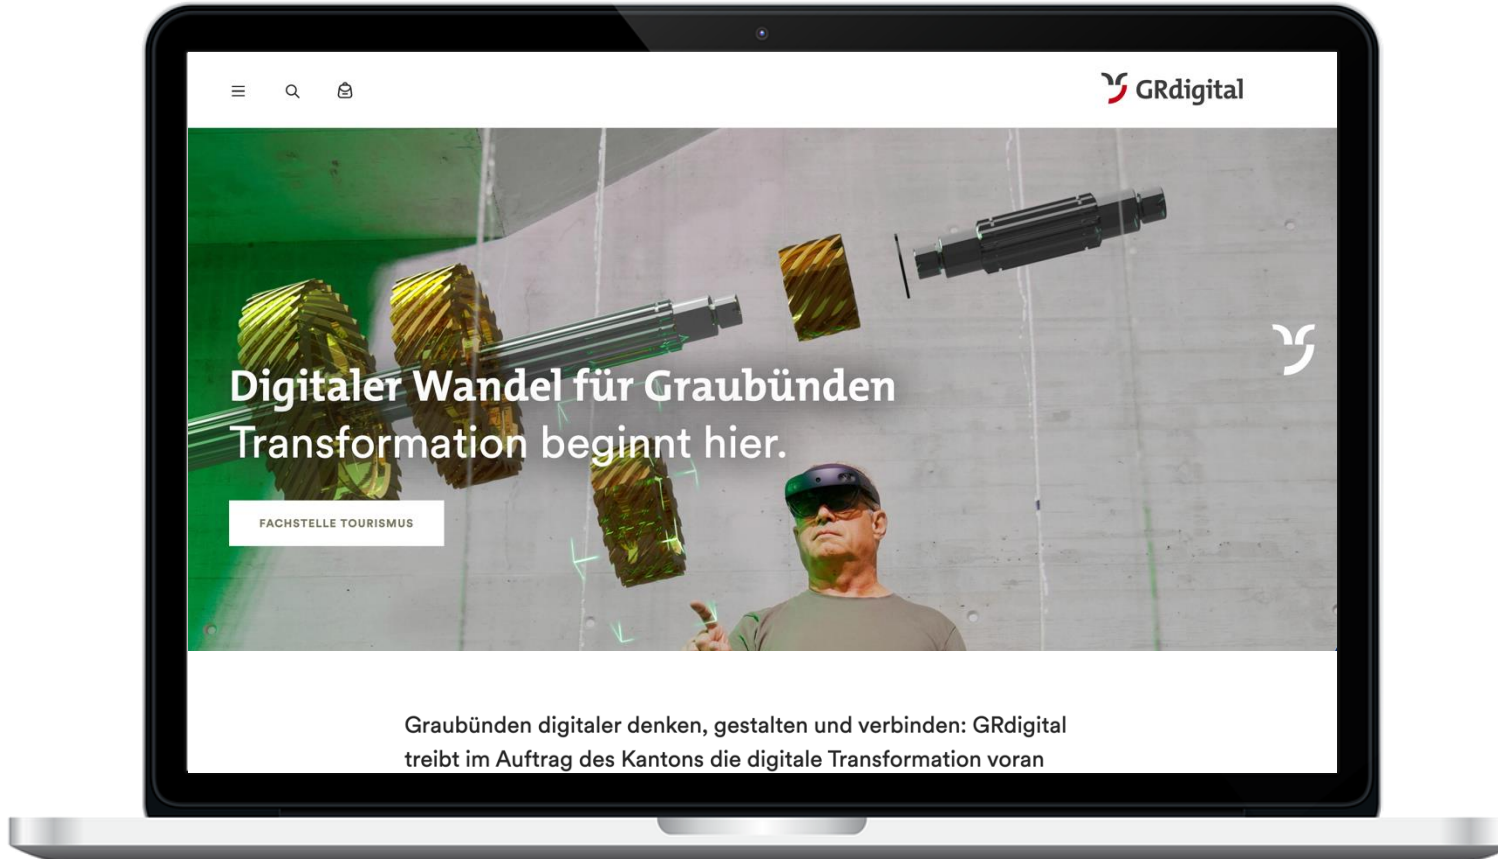 GRdigital
Digitaler Wandel für Graubünden
Transformation beginnt hier.
FACHSTELLE TOURISMUS
Graubünden digitaler denken, gestalten und verbinden: GRdigital
treibt im Auftrag des Kantons die digitale Transformation voran